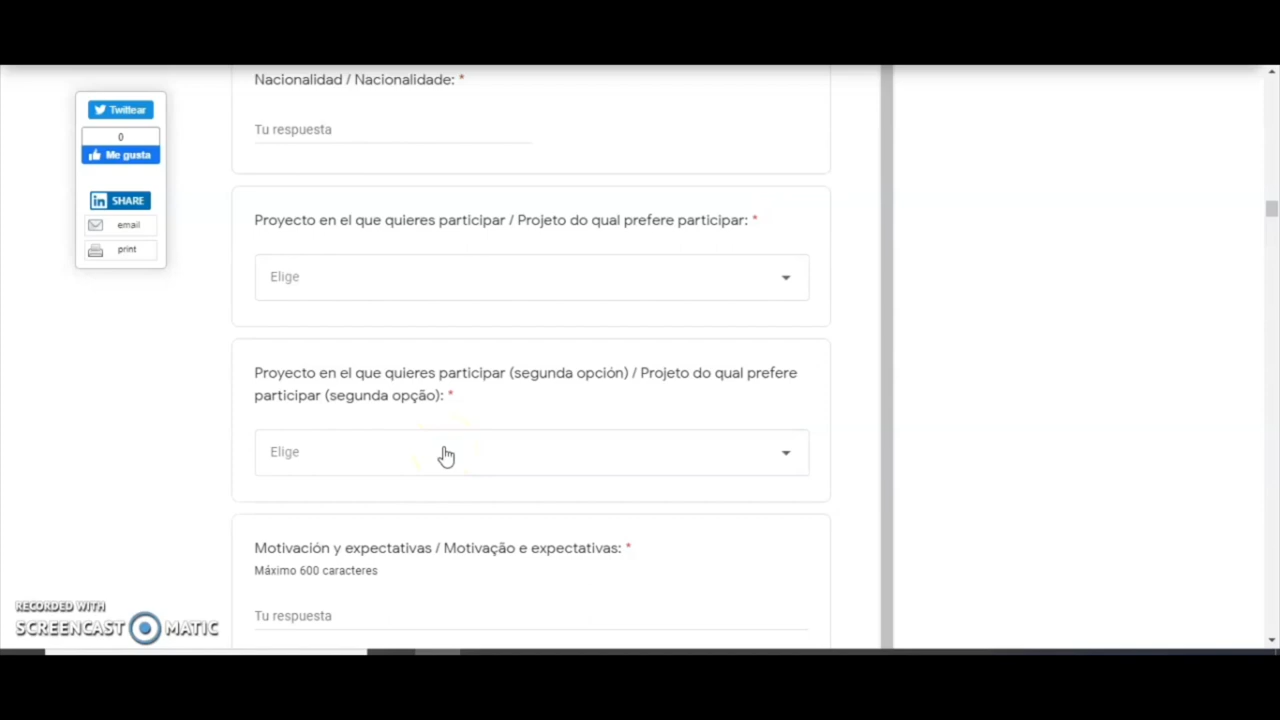 Nacionalidad / Nacionalidade: *
Tu respuesta
Twittear
0
Me gusta
in SHARE
email
print
Proyecto en el que quieres participar / Projeto do qual prefere participar: *
Elige
Proyecto en el que quieres participar (segunda opción) / Projeto do qual prefere
participar (segunda opção): *
Elige
Motivación y expectativas / Motivação e expectativas: *
Máximo 600 caracteres
Tu respuesta
RECORDED WITH
SCREENCAST MATIC